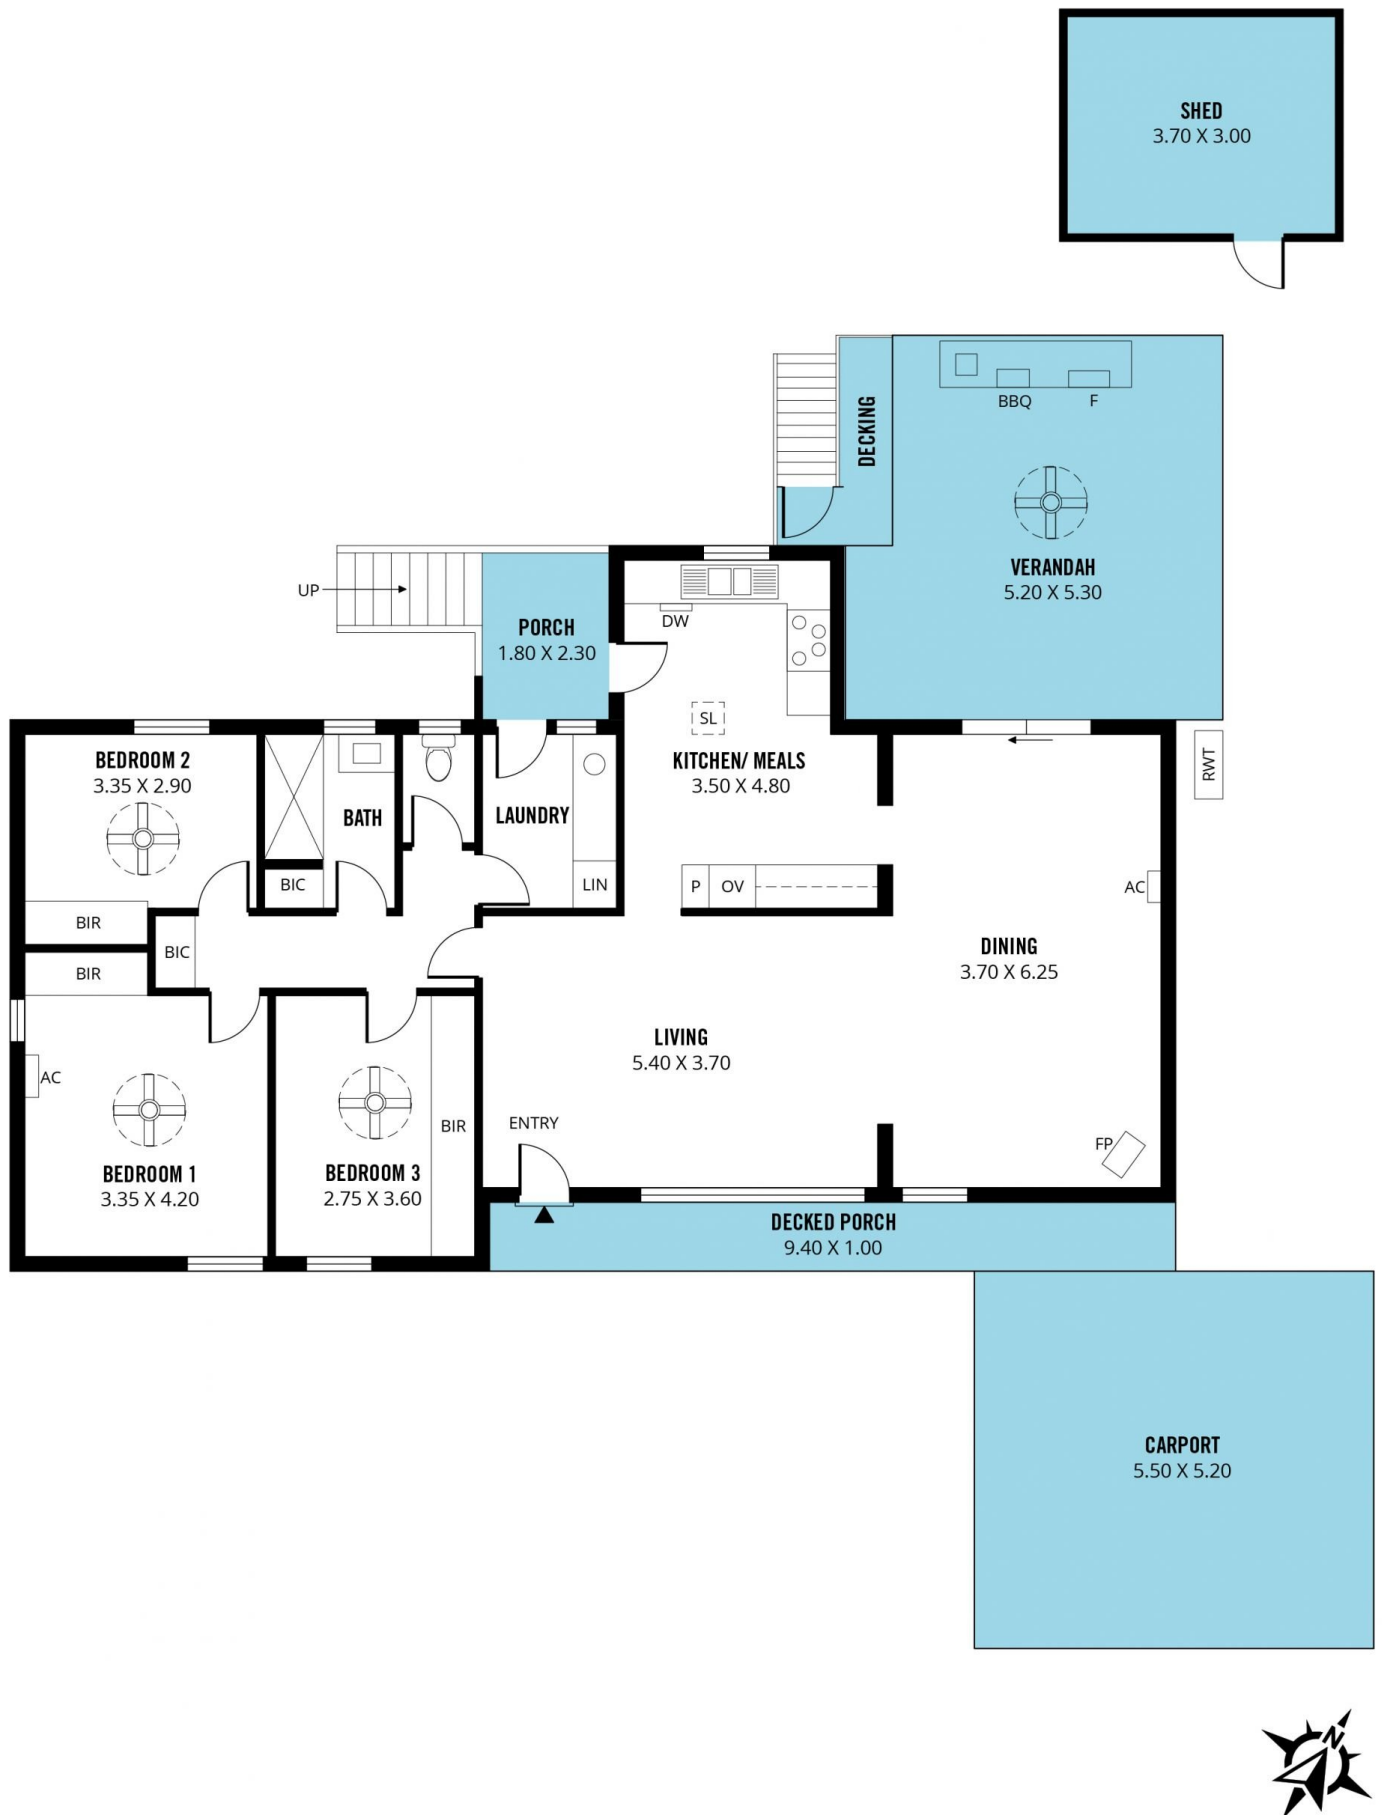 SHED
3.70 X 3.00
BBQ
F
DECKING
VERANDAH
5.20 X 5.30
UP
PORCH
1.80 X 2.30
DW
SL
KITCHEN/ MEALS
3.50 X 4.80
RWT
BEDROOM 2
3.35 X 2.90
BATH
LAUNDRY
BIC
LIN
P
OV
AC
BIR
BIC
BIR
DINING
3.70 X 6.25
LIVING
5.40 X 3.70
AC
BIR
ENTRY
FP
BEDROOM 1
3.35 X 4.20
BEDROOM 3
2.75 X 3.60
DECKED PORCH
9.40 X 1.00
CARPORT
5.50 X 5.20
N